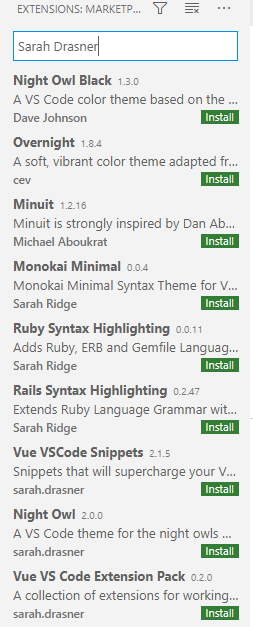 EXTENSIONS: MARKETP...
Sarah Drasner
Night Owl Black 1.3.0
A VS Code color theme based on the ...
Dave Johnson Install
Overnight 1.8.4
A soft, vibrant color theme adapted fr...
cev Install
Minuit 1.2.16
Minuit is strongly inspired by Dan Ab...
Michael Aboukrat Install
Monokai Minimal 0.0.4
Monokai Minimal Syntax Theme for V...
Sarah Ridge Install
Ruby Syntax Highlighting 0.0.11
Adds Ruby, ERB and Gemfile Languag...
Sarah Ridge Install
Rails Syntax Highlighting 0.2.47
Extends Ruby Language Grammar wit...
Sarah Ridge Install
Vue VSCode Snippets 2.1.5
Snippets that will supercharge your V...
sarah.drasner Install
Night Owl 2.0.0
A VS Code theme for the night owls ...
sarah.drasner Install
Vue VS Code Extension Pack 0.2.0
A collection of extensions for working...
sarah.drasner Install